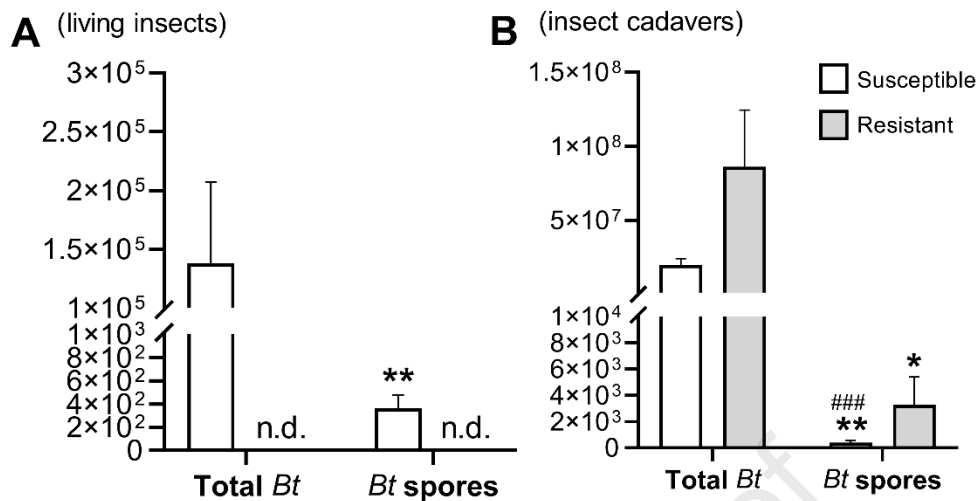 A (living insects)
3×10⁵
2.5×10⁵
2×10⁵
1.5×10⁵
1×10⁵
1×10³
8×10²
6×10²
4×10²
2×10²
0
**
n.d.
n.d.
Total Bt
Bt spores
B (insect cadavers)
1.5×10⁸
1×10⁸
5×10⁷
1×10⁴
8×10³
6×10³
4×10³
2×10³
0
Susceptible
Resistant
###
**
*
Total Bt
Bt spores